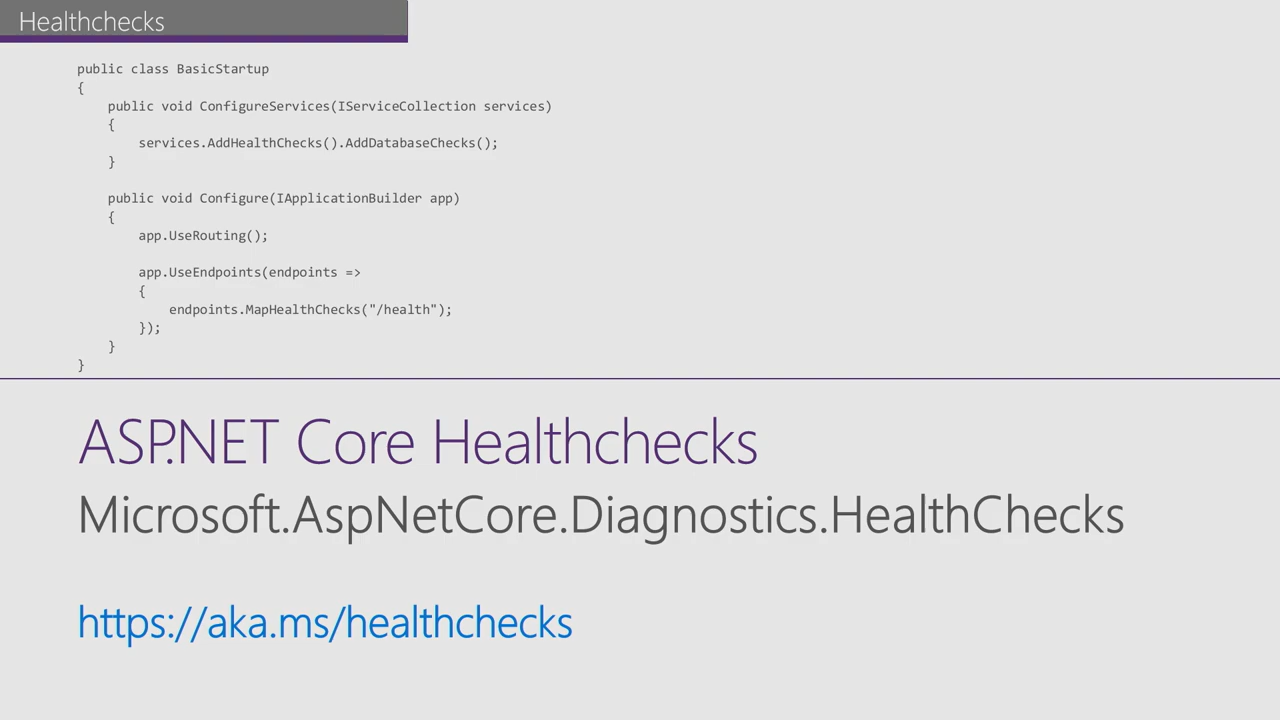 Healthchecks
public class BasicStartup
{
    public void ConfigureServices(IServiceCollection services)
    {
        services.AddHealthChecks().AddDatabaseChecks();
    }

    public void Configure(IApplicationBuilder app)
    {
        app.UseRouting();

        app.UseEndpoints(endpoints =>
        {
            endpoints.MapHealthChecks("/health");
        });
    }
}
ASP.NET Core Healthchecks
Microsoft.AspNetCore.Diagnostics.HealthChecks
https://aka.ms/healthchecks